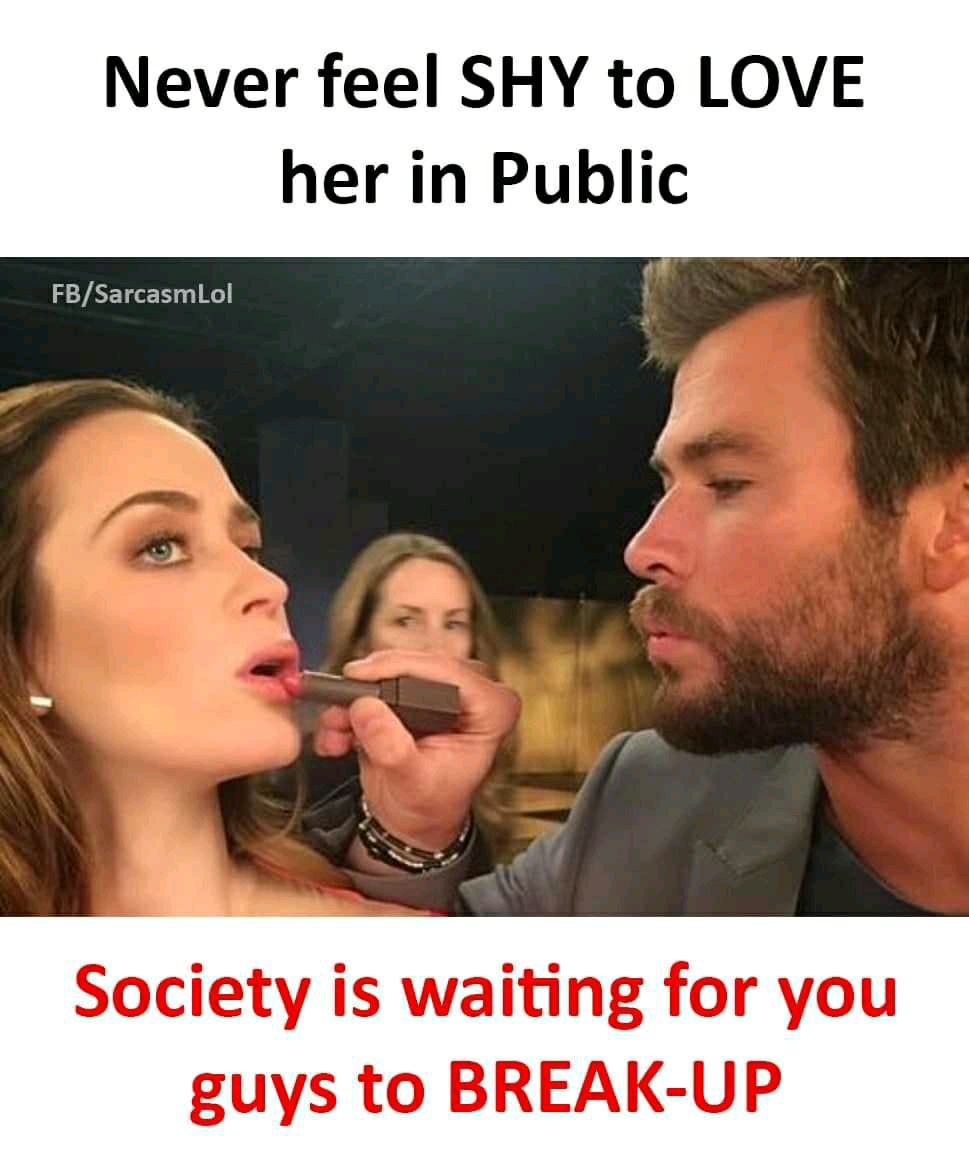 Never feel SHY to LOVE
her in Public
FB/SarcasmLol
Society is waiting for you
guys to BREAK-UP